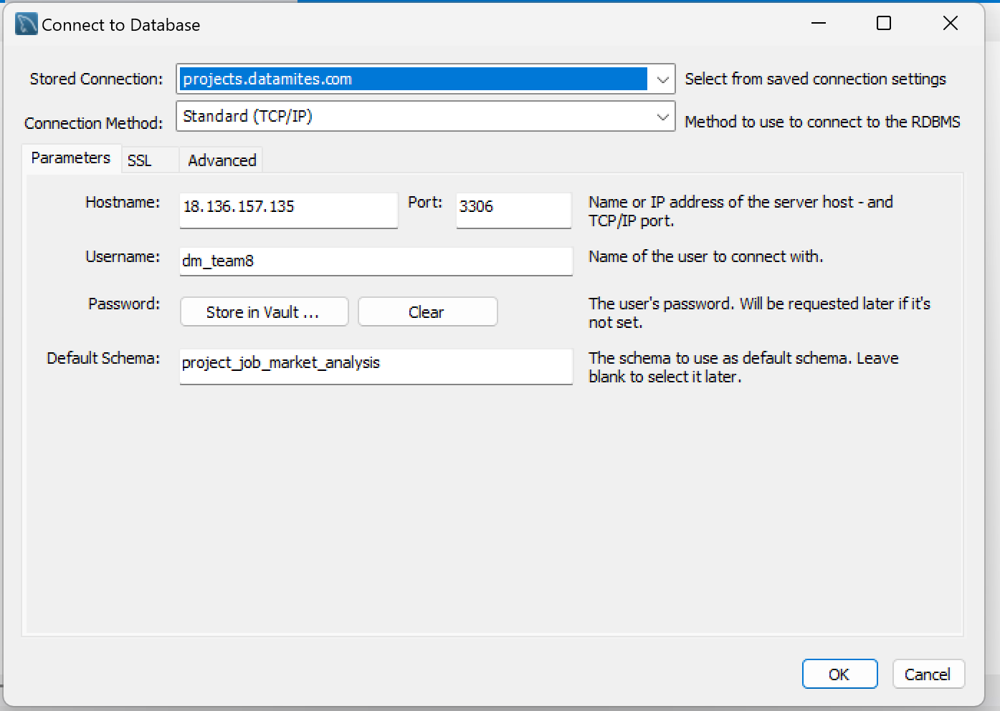 Connect to Database
Stored Connection: projects.datamites.com Select from saved connection settings
Connection Method: Standard (TCP/IP) Method to use to connect to the RDBMS
Parameters SSL Advanced
Hostname: 18.136.157.135 Port: 3306 Name or IP address of the server host - and
TCP/IP port.
Username: dm_team8 Name of the user to connect with.
Password: Store in Vault ... Clear The user's password. Will be requested later if it's
not set.
Default Schema: project_job_market_analysis The schema to use as default schema. Leave
blank to select it later.
OK Cancel